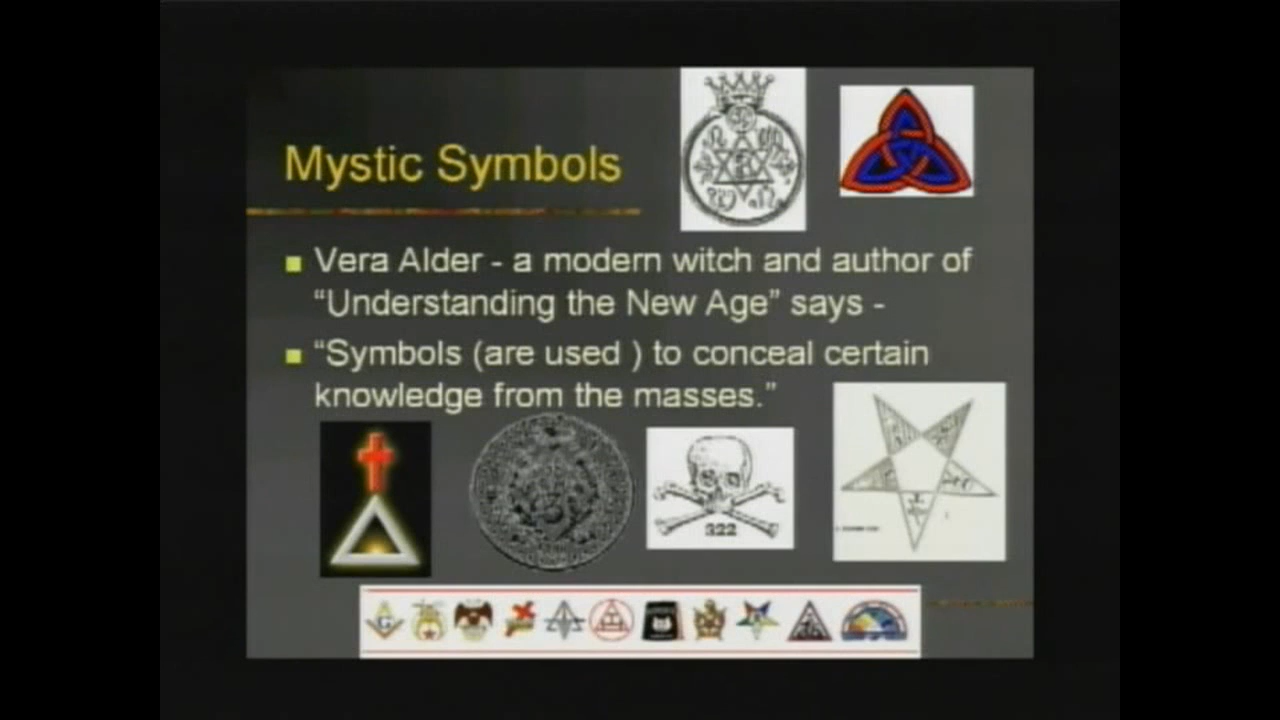 Mystic Symbols
Vera Alder - a modern witch and author of
“Understanding the New Age” says -
“Symbols (are used ) to conceal certain
knowledge from the masses.”
322
G